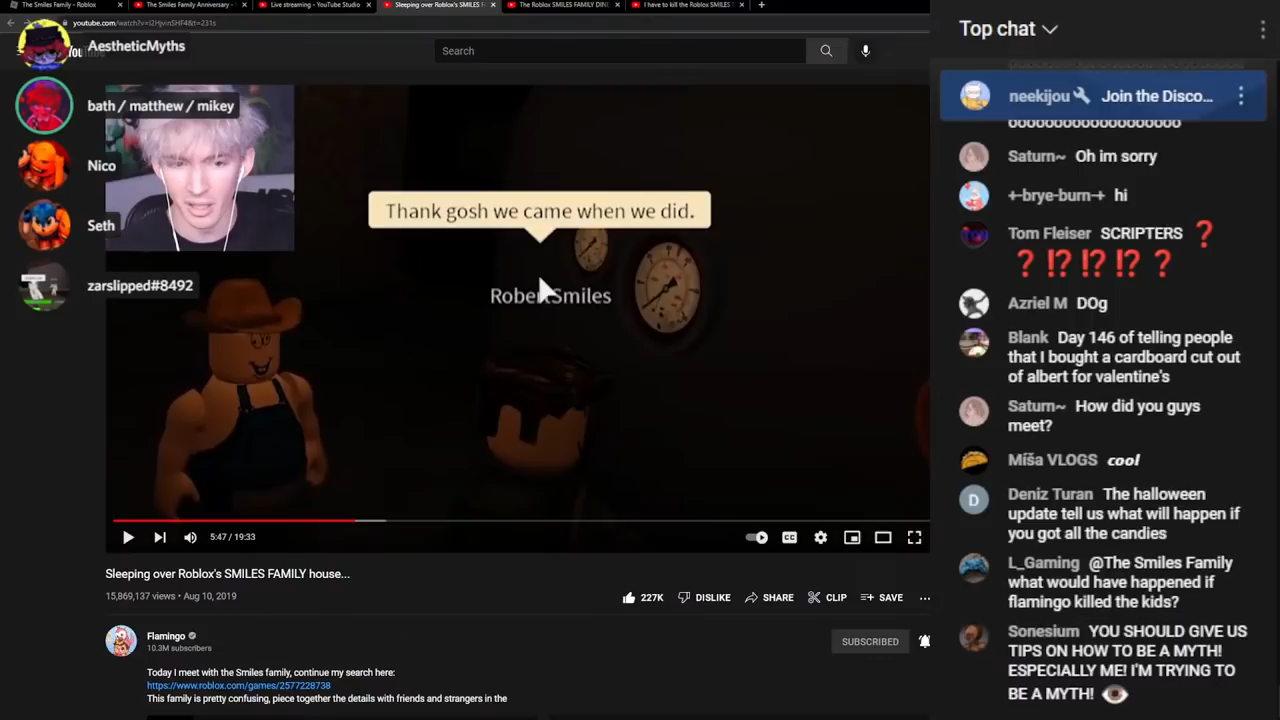 The Smiles Family - Roblox
The Smiles Family Anniversary -
Live streaming - YouTube Studio
Sleeping over Roblox's SMILES F
The Roblox SMILES FAMILY DIN
I have to kill the Roblox SMILES
youtube.com/watch?v=I2HjvinSHF4&t=231s
Search
AestheticMyths
bath / matthew / mikey
Nico
Seth
zarslipped#8492
Thank gosh we came when we did.
RobertSmiles
5:47 / 19:33
CC
Sleeping over Roblox's SMILES FAMILY house...
15,869,137 views • Aug 10, 2019
227K
DISLIKE
SHARE
CLIP
SAVE
...
Flamingo
10.3M subscribers
SUBSCRIBED
Today I meet with the Smiles family, continue my search here:
https://www.roblox.com/games/2577228738
This family is pretty confusing, piece together the details with friends and strangers in the
Top chat
neekijou Join the Disco...
Saturn~ Oh im sorry
+-brye-burn-+ hi
Tom Fleiser SCRIPTERS ❓
❓⁉️⁉️⁉️❓
Azriel M DOg
Blank Day 146 of telling people
that I bought a cardboard cut out
of albert for valentine's
Saturn~ How did you guys
meet?
Míša VLOGS cool
D
Deniz Turan The halloween
update tell us what will happen if
you got all the candies
L_Gaming @The Smiles Family
what would have happened if
flamingo killed the kids?
Sonesium YOU SHOULD GIVE US
TIPS ON HOW TO BE A MYTH!
ESPECIALLY ME! I'M TRYING TO
BE A MYTH! 👁️